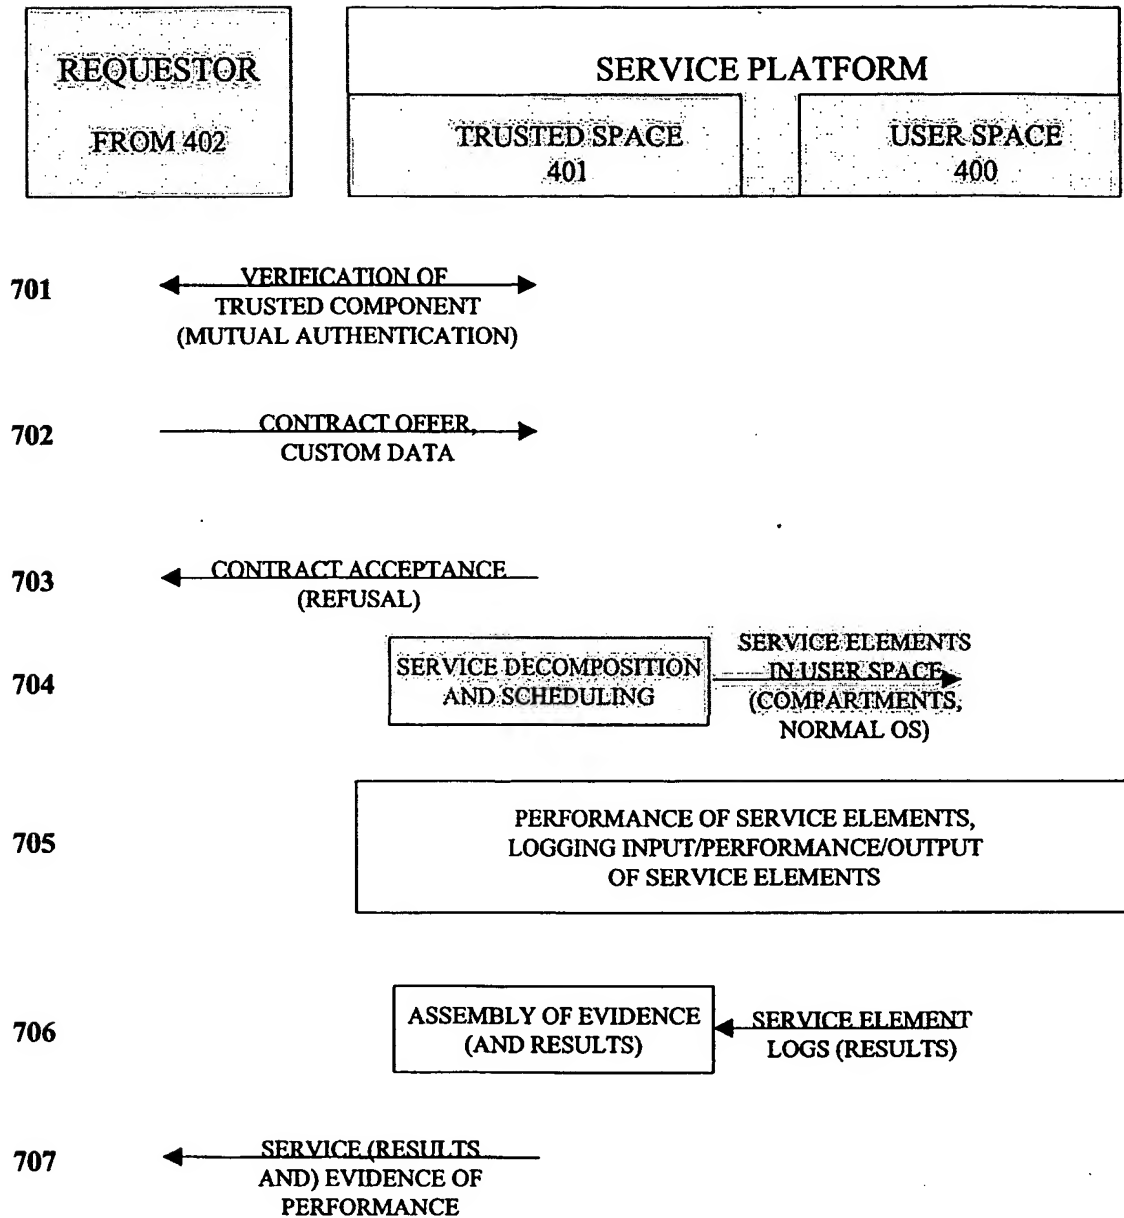 REQUESTOR
FROM 402
SERVICE PLATFORM
TRUSTED SPACE
401
USER SPACE
400
701
VERIFICATION OF
TRUSTED COMPONENT
(MUTUAL AUTHENTICATION)
702
CONTRACT OFFER,
CUSTOM DATA
703
CONTRACT ACCEPTANCE
(REFUSAL)
704
SERVICE DECOMPOSITION
AND SCHEDULING
SERVICE ELEMENTS
IN USER SPACE
(COMPARTMENTS,
NORMAL OS)
705
PERFORMANCE OF SERVICE ELEMENTS,
LOGGING INPUT/PERFORMANCE/OUTPUT
OF SERVICE ELEMENTS
706
ASSEMBLY OF EVIDENCE
(AND RESULTS)
SERVICE ELEMENT
LOGS (RESULTS)
707
SERVICE (RESULTS
AND) EVIDENCE OF
PERFORMANCE